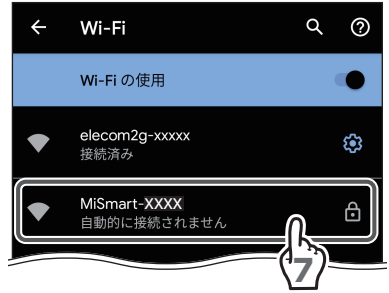 Wi-Fi
Wi-Fi の使用
elecom2g-xxxxx
接続済み
MiSmart-XXXX
自動的に接続されません
7